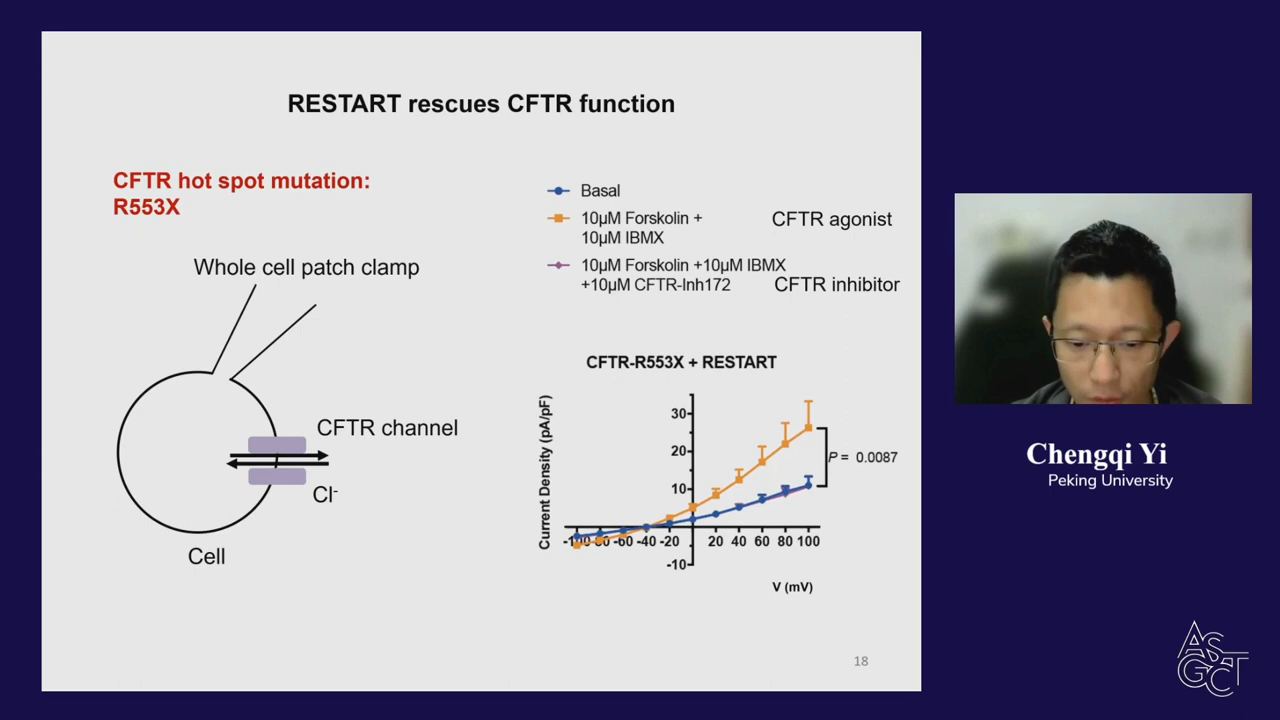 RESTART rescues CFTR function
CFTR hot spot mutation:
R553X
Whole cell patch clamp
CFTR channel
Cl-
Cell
Basal
10µM Forskolin +
10µM IBMX
CFTR agonist
10µM Forskolin +10µM IBMX
+10µM CFTR-Inh172
CFTR inhibitor
CFTR-R553X + RESTART
Current Density (pA/pF)
30
20
10
-10
-100 -80 -60 -40 -20 20 40 60 80 100
P = 0.0087
V (mV)
18
Chengqi Yi
Peking University
ASGCT